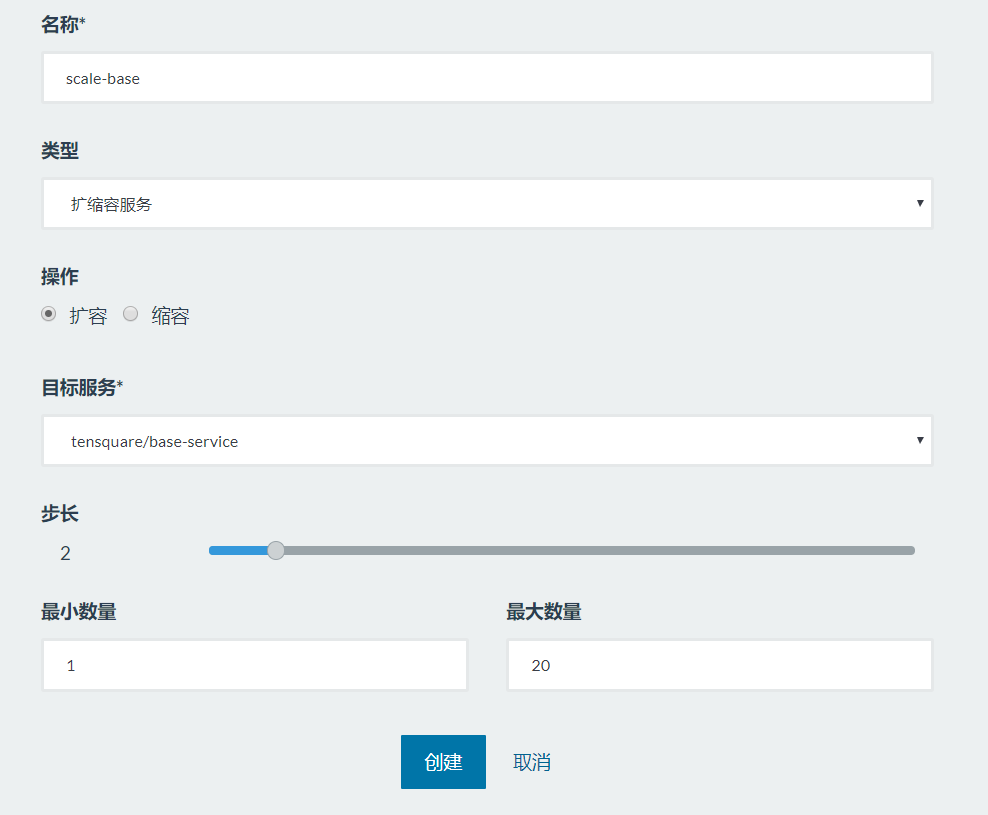 名称*
scale-base
类型
扩缩容服务
操作
扩容 缩容
目标服务*
tensquare/base-service
步长
2
最小数量 最大数量
1 20
创建 取消